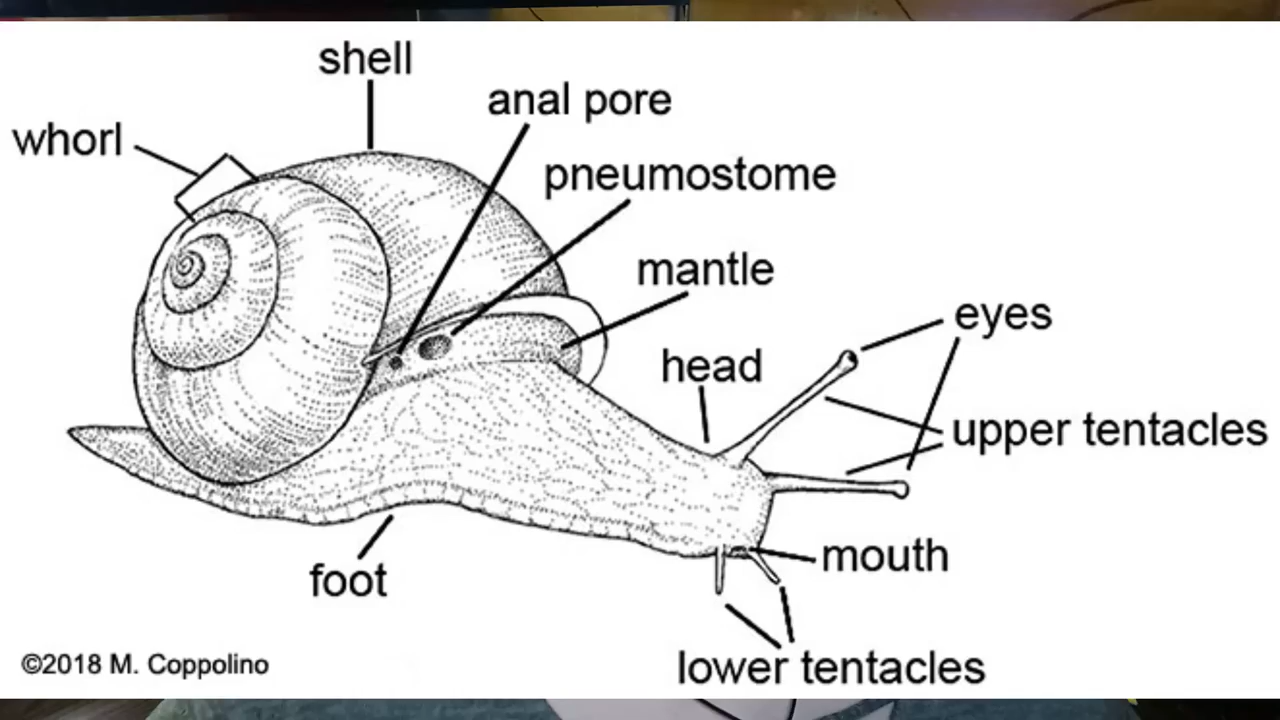 shell
anal pore
whorl
pneumostome
mantle
eyes
head
upper tentacles
mouth
foot
lower tentacles
©2018 M. Coppolino